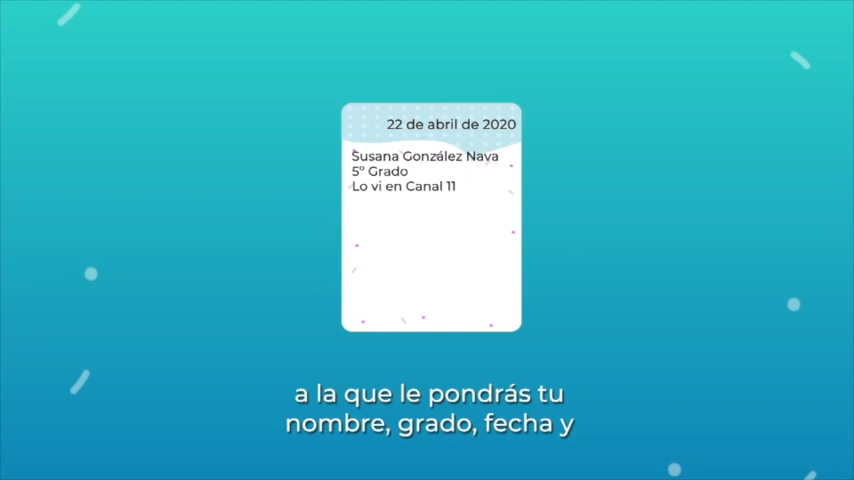 22 de abril de 2020
Susana González Nava
5º Grado
Lo vi en Canal 11
a la que le pondrás tu
nombre, grado, fecha y